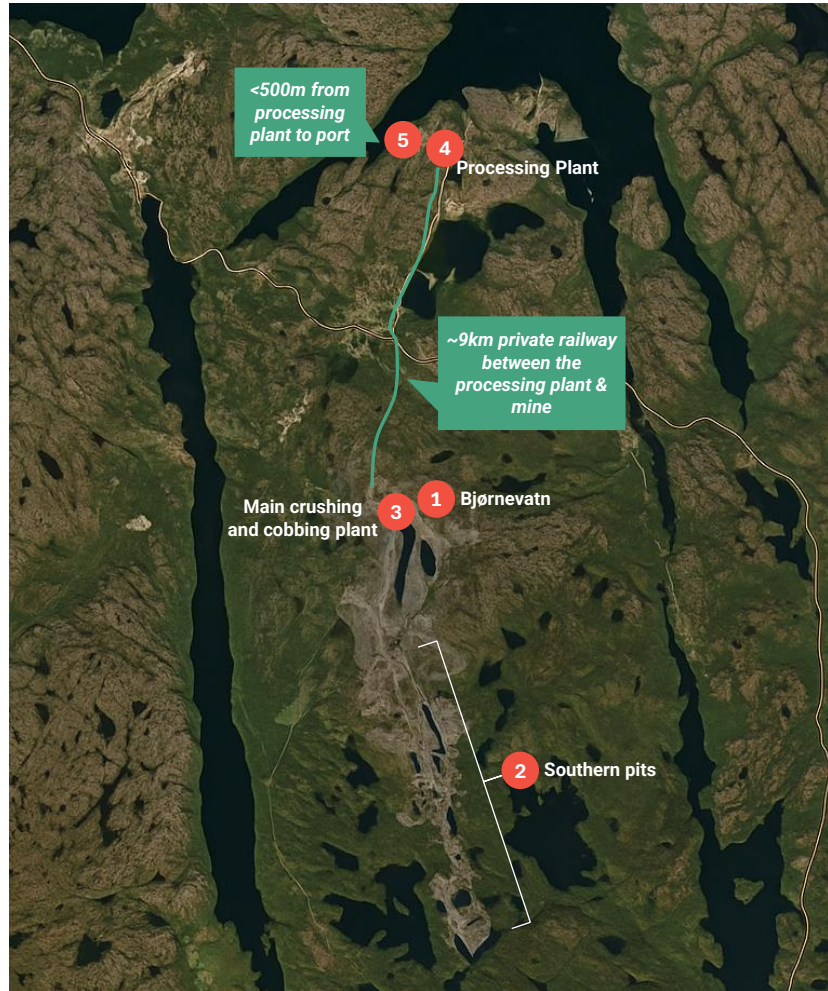 <500m from
processing
plant to port
5
4
Processing Plant
~9km private railway
between the
processing plant &
mine
Main crushing
and cobbing plant
3
1
Bjørnevatn
2
Southern pits